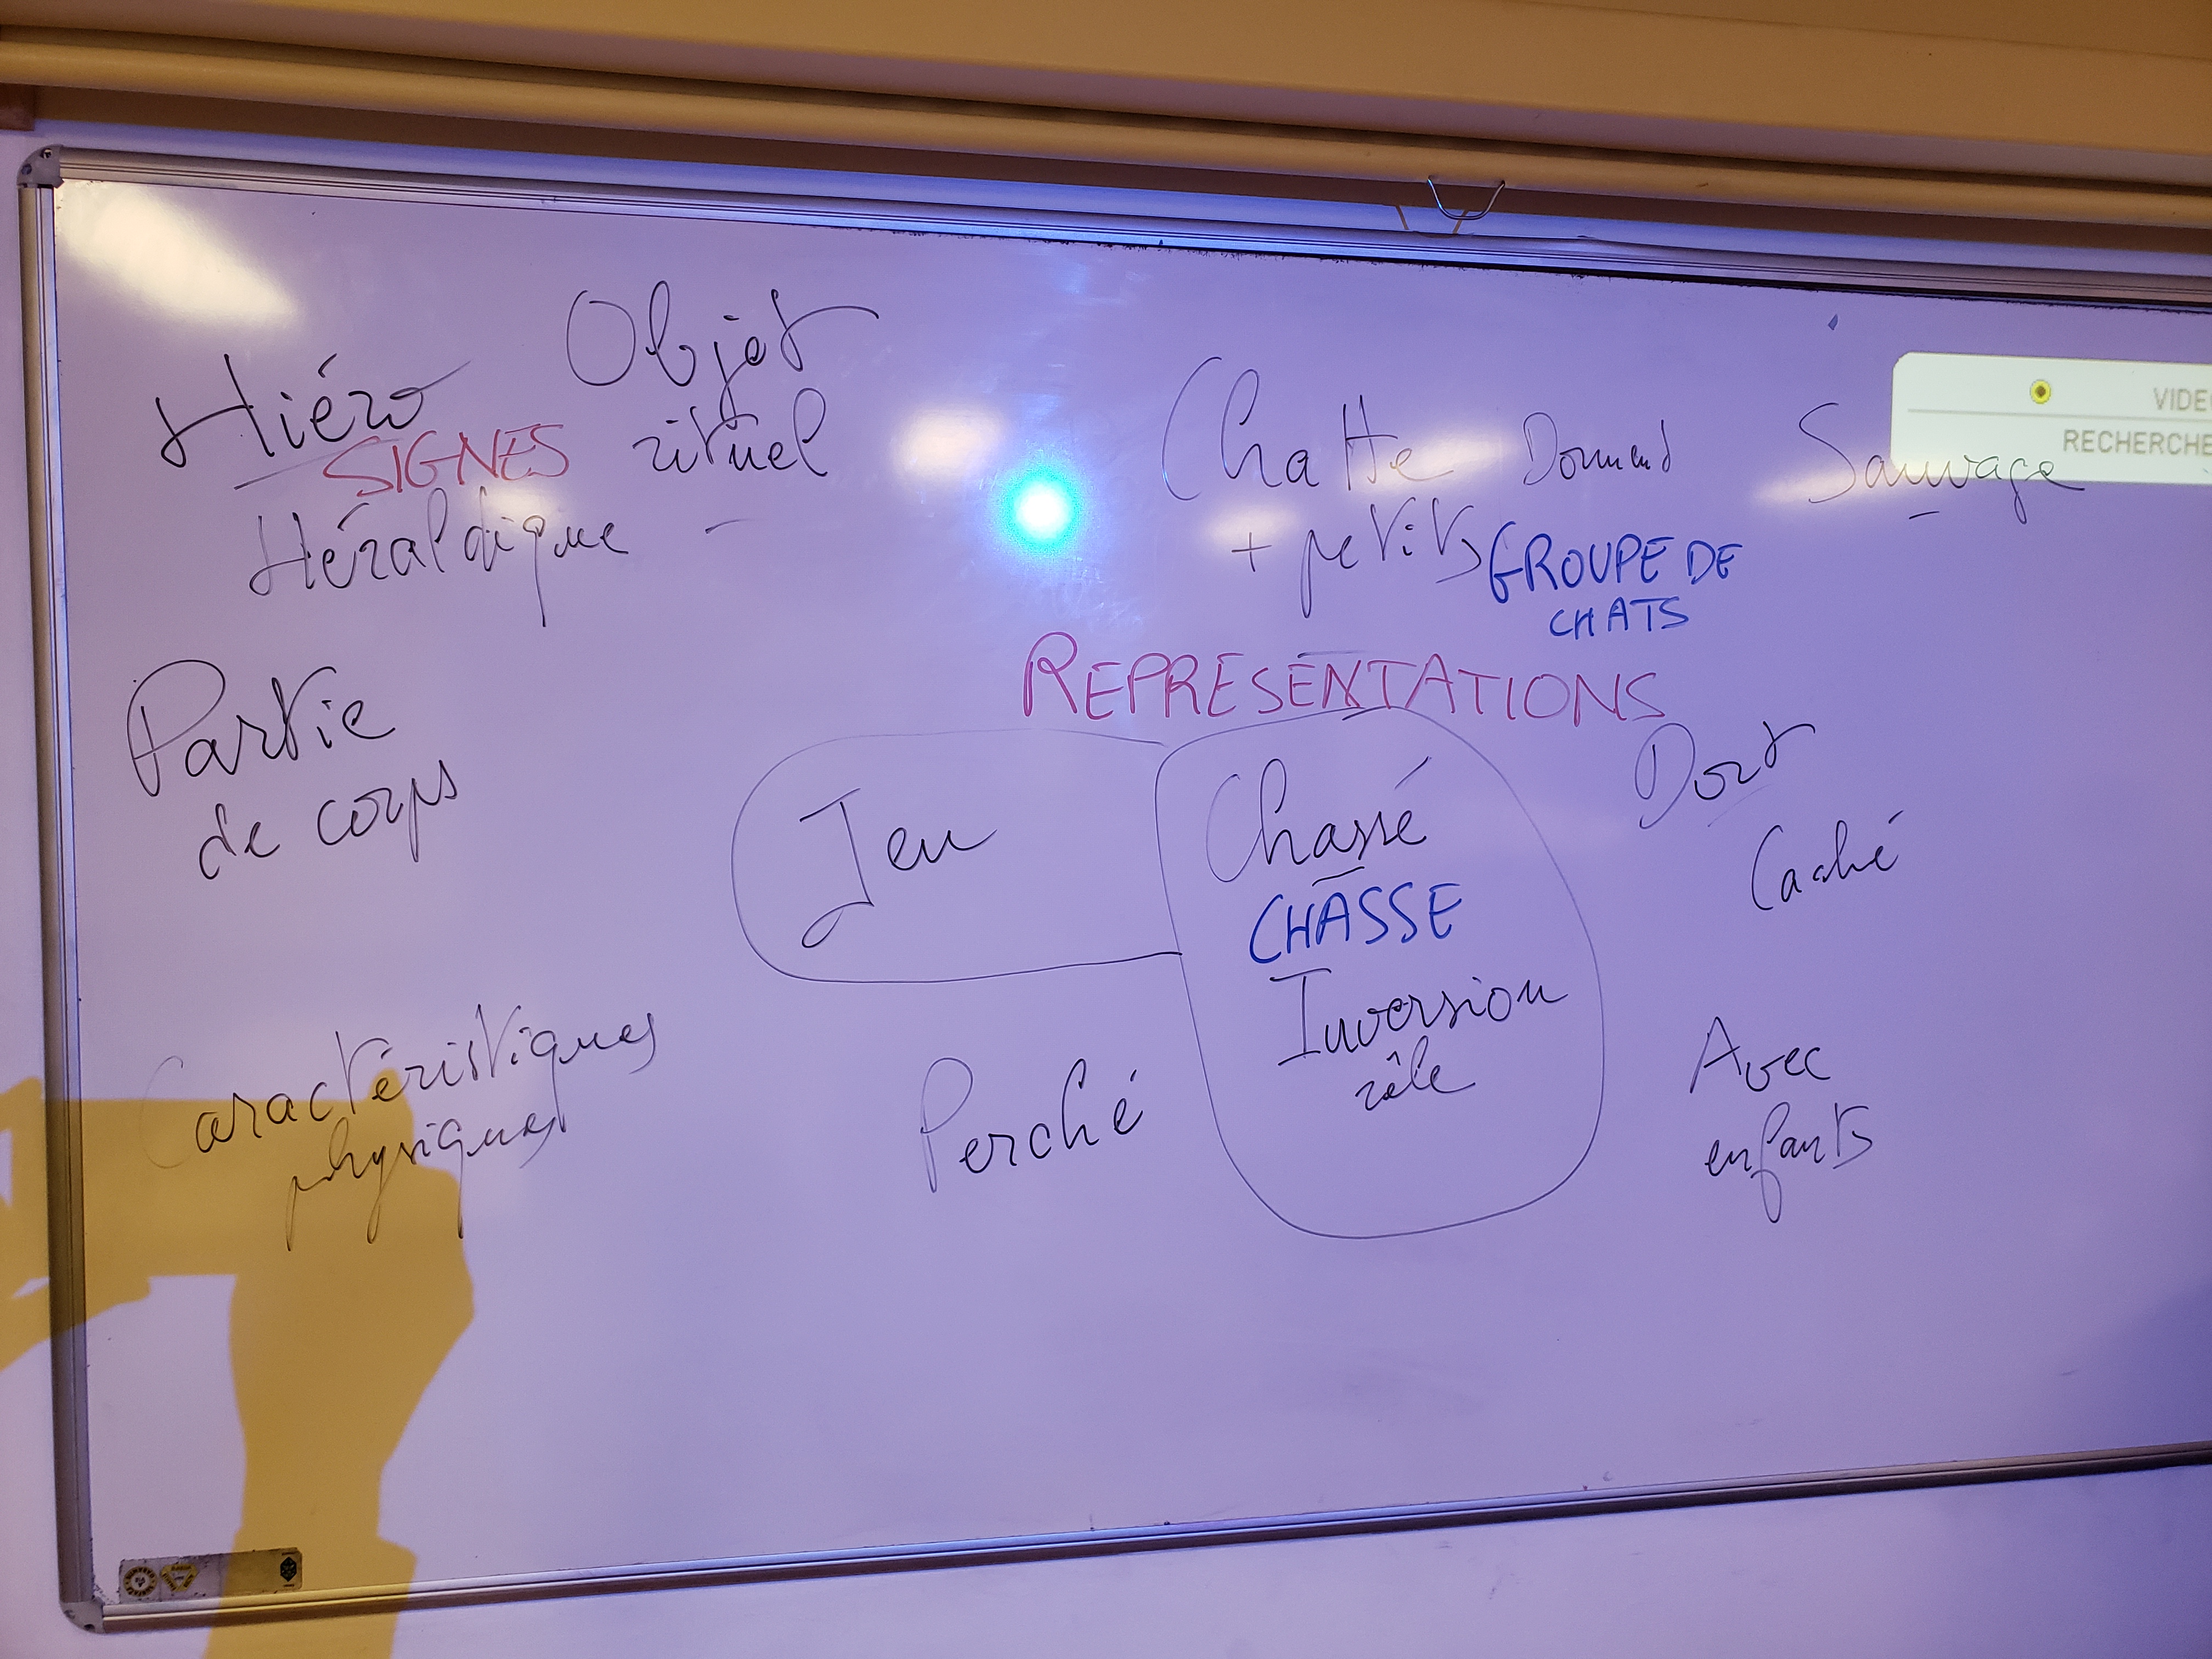 Objet
rituel
Hiéro
SIGNES
Héraldique -
Chatte
+ petits
GROUPE DE
CHATS
Sauvage
VIDE
RECHERCHE
REPRESENTATIONS
Partie
de corps
Jeu
Chassé
CHASSE
Inversion
rôle
Dort
Caché
Caractéristiques
physiques
Perché
Avec
enfants